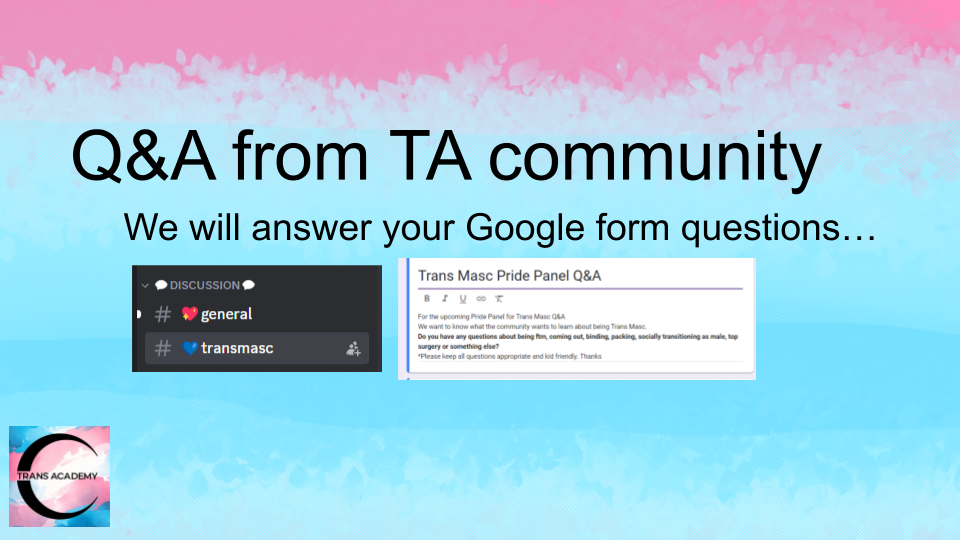 Q&A from TA community
We will answer your Google form questions…
DISCUSSION
# general
# transmasc
Trans Masc Pride Panel Q&A
B I U
For the upcoming Pride Panel for Trans Masc Q&A
We want to know what the community wants to learn about being Trans Masc.
Do you have any questions about being ftm, coming out, binding, packing, socially transitioning as male, top
surgery or something else?
*Please keep all questions appropriate and kid friendly. Thanks
TRANS ACADEMY